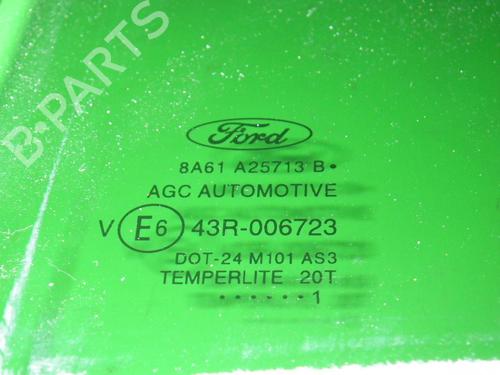 B-PARTS
Ford
8A61 A25713 B•
AGC AUTOMOTIVE
V E6 43R-006723
DOT-24 M101 AS3
TEMPERLITE 20T
••••••1